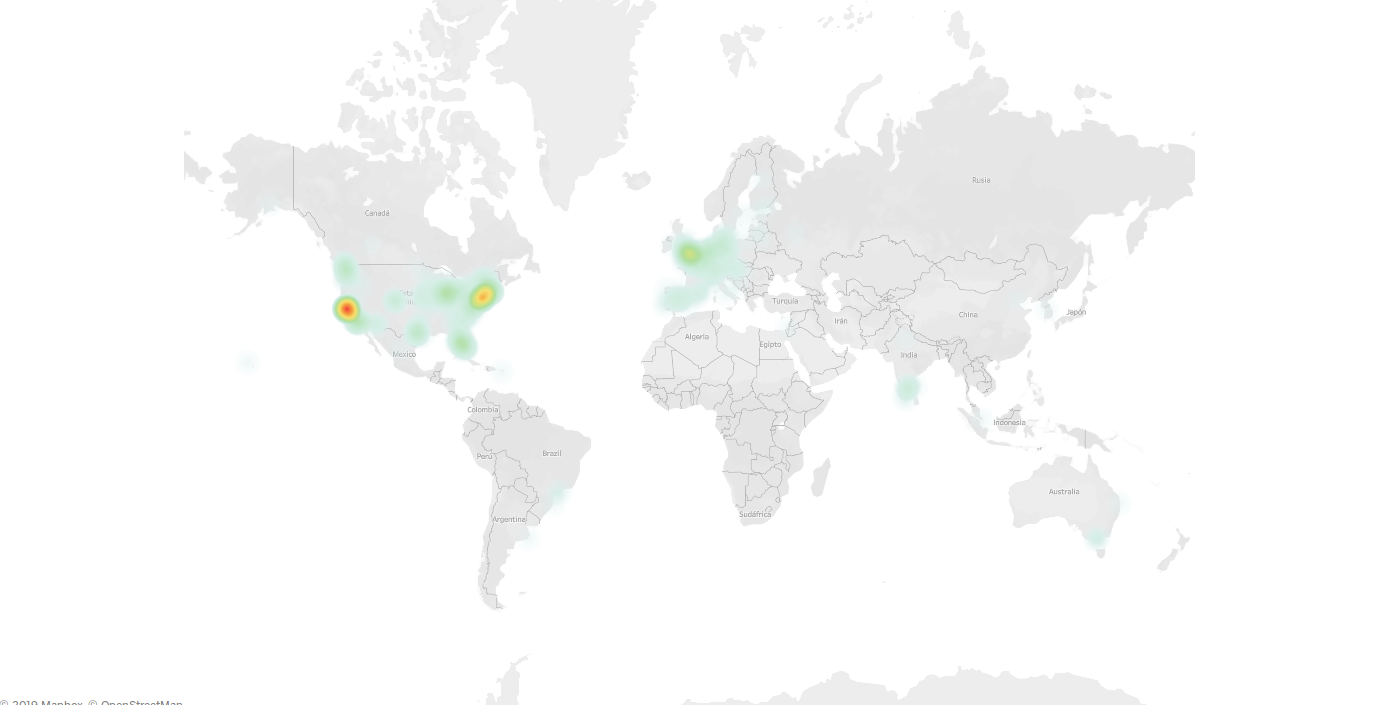 Rusia
Canadá
Turquía
Irán
China
Japón
Argelia
Egipto
México
India
Colombia
Indonesia
Perú
Brazil
Australia
Argentina
Sudáfrica
© 2019 Mapbox © OpenStreetMap